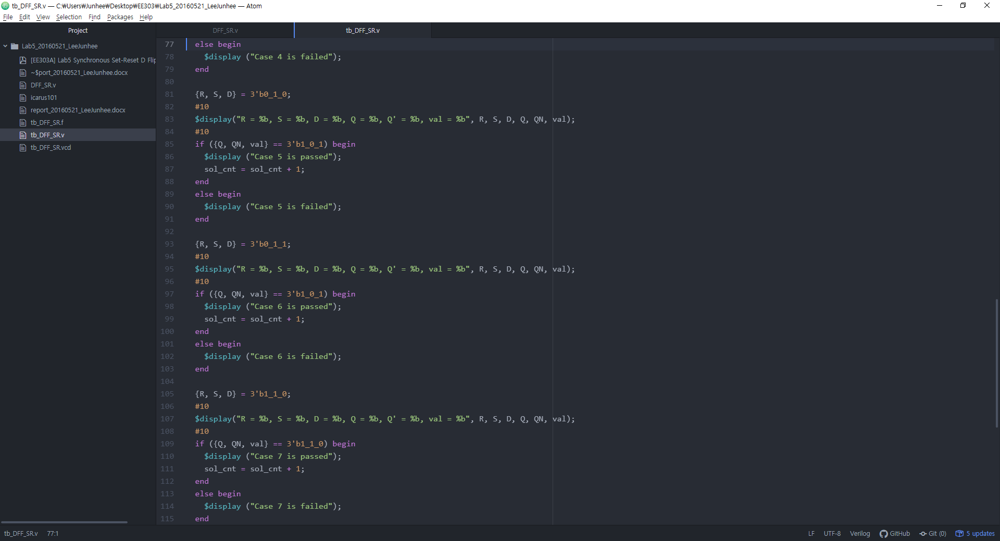 tb_DFF_SR.v — C:₩Users₩Junhee₩Desktop₩EE303₩Lab5_20160521_LeeJunhee — Atom
File Edit View Selection Find Packages Help
Project
Lab5_20160521_LeeJunhee
[EE303A] Lab5 Synchronous Set-Reset D Flip
~$port_20160521_LeeJunhee.docx
DFF_SR.v
icarus101
report_20160521_LeeJunhee.docx
tb_DFF_SR.f
tb_DFF_SR.v
tb_DFF_SR.vcd
DFF_SR.v tb_DFF_SR.v
77 else begin
78 $display ("Case 4 is failed");
79 end
80
81 {R, S, D} = 3'b0_1_0;
82 #10
83 $display("R = %b, S = %b, D = %b, Q = %b, Q' = %b, val = %b", R, S, D, Q, QN, val);
84 #10
85 if ({Q, QN, val} == 3'b1_0_1) begin
86 $display ("Case 5 is passed");
87 sol_cnt = sol_cnt + 1;
88 end
89 else begin
90 $display ("Case 5 is failed");
91 end
92
93 {R, S, D} = 3'b0_1_1;
94 #10
95 $display("R = %b, S = %b, D = %b, Q = %b, Q' = %b, val = %b", R, S, D, Q, QN, val);
96 #10
97 if ({Q, QN, val} == 3'b1_0_1) begin
98 $display ("Case 6 is passed");
99 sol_cnt = sol_cnt + 1;
100 end
101 else begin
102 $display ("Case 6 is failed");
103 end
104
105 {R, S, D} = 3'b1_1_0;
106 #10
107 $display("R = %b, S = %b, D = %b, Q = %b, Q' = %b, val = %b", R, S, D, Q, QN, val);
108 #10
109 if ({Q, QN, val} == 3'b1_1_0) begin
110 $display ("Case 7 is passed");
111 sol_cnt = sol_cnt + 1;
112 end
113 else begin
114 $display ("Case 7 is failed");
115 end
tb_DFF_SR.v 77:1 LF UTF-8 Verilog GitHub Git (0) 5 updates